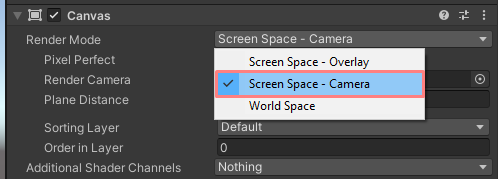 Canvas
Render Mode Screen Space - Camera
Pixel Perfect Screen Space - Overlay
Render Camera Screen Space - Camera
Plane Distance World Space
Sorting Layer Default
Order in Layer 0
Additional Shader Channels Nothing